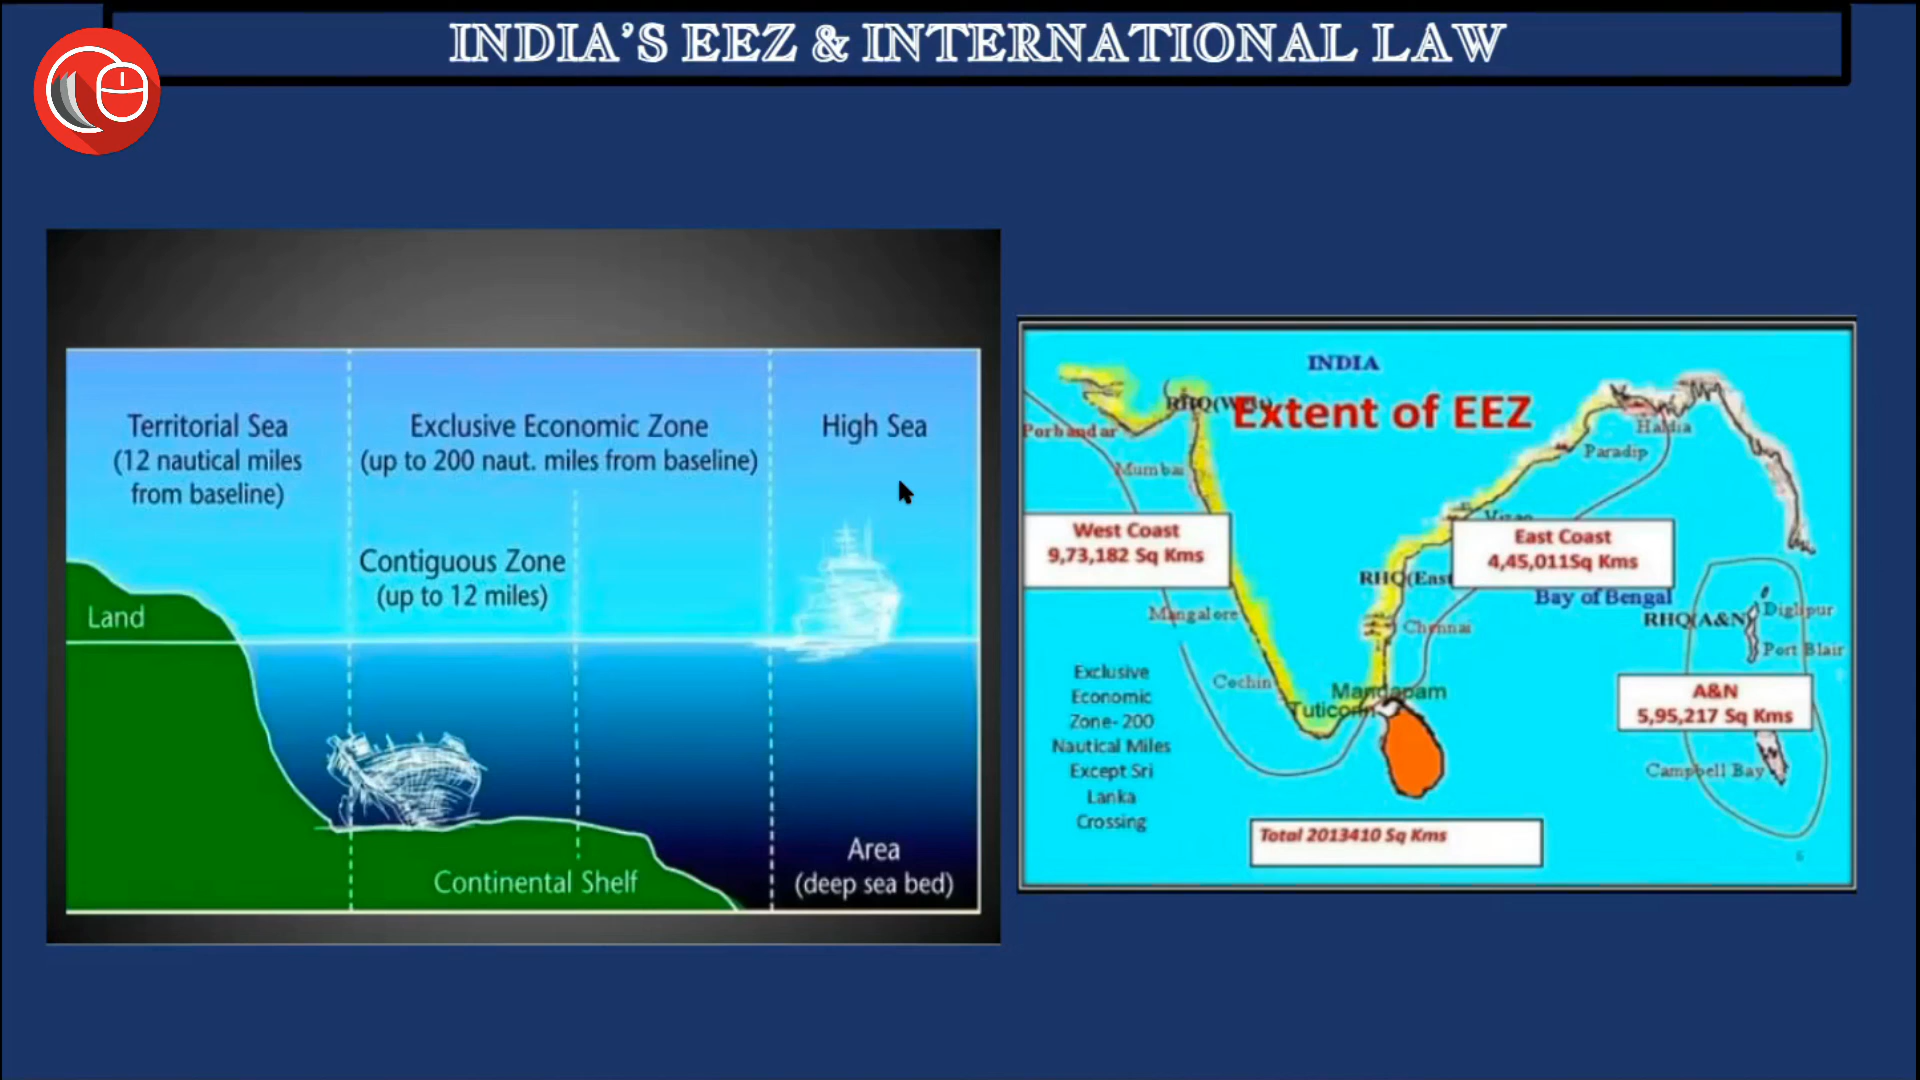 INDIA'S EEZ & INTERNATIONAL LAW
Territorial Sea
(12 nautical miles
from baseline)
Exclusive Economic Zone
(up to 200 naut. miles from baseline)
High Sea
Contiguous Zone
(up to 12 miles)
Land
Continental Shelf
Area
(deep sea bed)
INDIA
Extent of EEZ
Porbandar
Mumbai
Haldia
Paradip
West Coast
9,73,182 Sq Kms
East Coast
4,45,011Sq Kms
RHQ(East
Bay of Bengal
Mangalore
Chennai
RHQ(A&N)
Diglipur
Port Blair
Exclusive
Economic
Zone- 200
Nautical Miles
Except Sri
Lanka
Crossing
Cochin
Mandapam
Tuticorin
A&N
5,95,217 Sq Kms
Campbell Bay
Total 2013410 Sq Kms
6